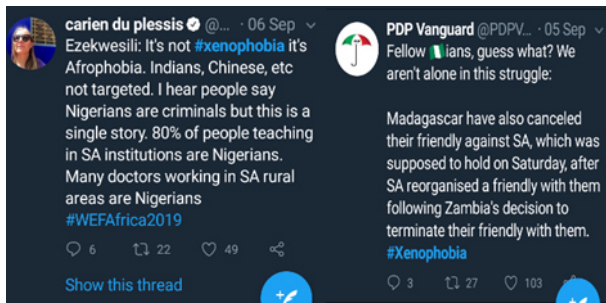 carien du plessis @... · 06 Sep
Ezekwesili: It's not #xenophobia it's
Afrophobia. Indians, Chinese, etc
not targeted. I hear people say
Nigerians are criminals but this is a
single story. 80% of people teaching
in SA institutions are Nigerians.
Many doctors working in SA rural
areas are Nigerians
#WEFAfrica2019
6 22 49
Show this thread
PDP Vanguard @PDPV... · 05 Sep
Fellow 🇳🇬ians, guess what? We
aren't alone in this struggle:
Madagascar have also canceled
their friendly against SA, which was
supposed to hold on Saturday, after
SA reorganised a friendly with them
following Zambia's decision to
terminate their friendly with them.
#Xenophobia
3 27 103